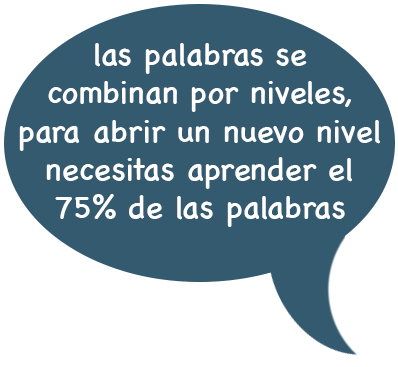 las palabras se
combinan por niveles,
para abrir un nuevo nivel
necesitas aprender el
75% de las palabras